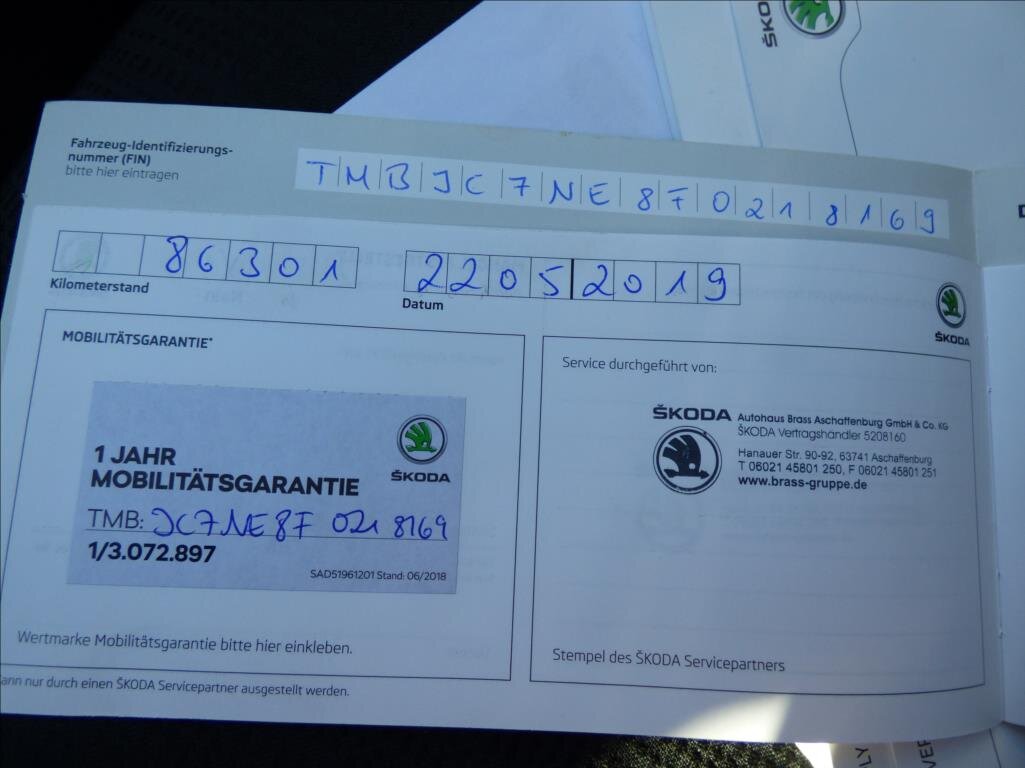 ŠKO
Fahrzeug-Identifizierungs-
nummer (FIN)
bitte hier eintragen
TMBJC7NE8F0218169
86301
Kilometerstand
22052019
Datum
ŠKODA
MOBILITÄTSGARANTIE*
1 JAHR
MOBILITÄTSGARANTIE
ŠKODA
TMB: JC7NE8F 021 8169
1/3.072.897
SAD51961201 Stand: 06/2018
Wertmarke Mobilitätsgarantie bitte hier einkleben.
ann nur durch einen ŠKODA Servicepartner ausgestellt werden.
Service durchgeführt von:
ŠKODA Autohaus Brass Aschaffenburg GmbH & Co. KG
ŠKODA Vertragshändler 5208160
Hanauer Str. 90-92, 63741 Aschaffenburg
T 06021 45801 250, F 06021 45801 251
www.brass-gruppe.de
Stempel des ŠKODA Servicepartners